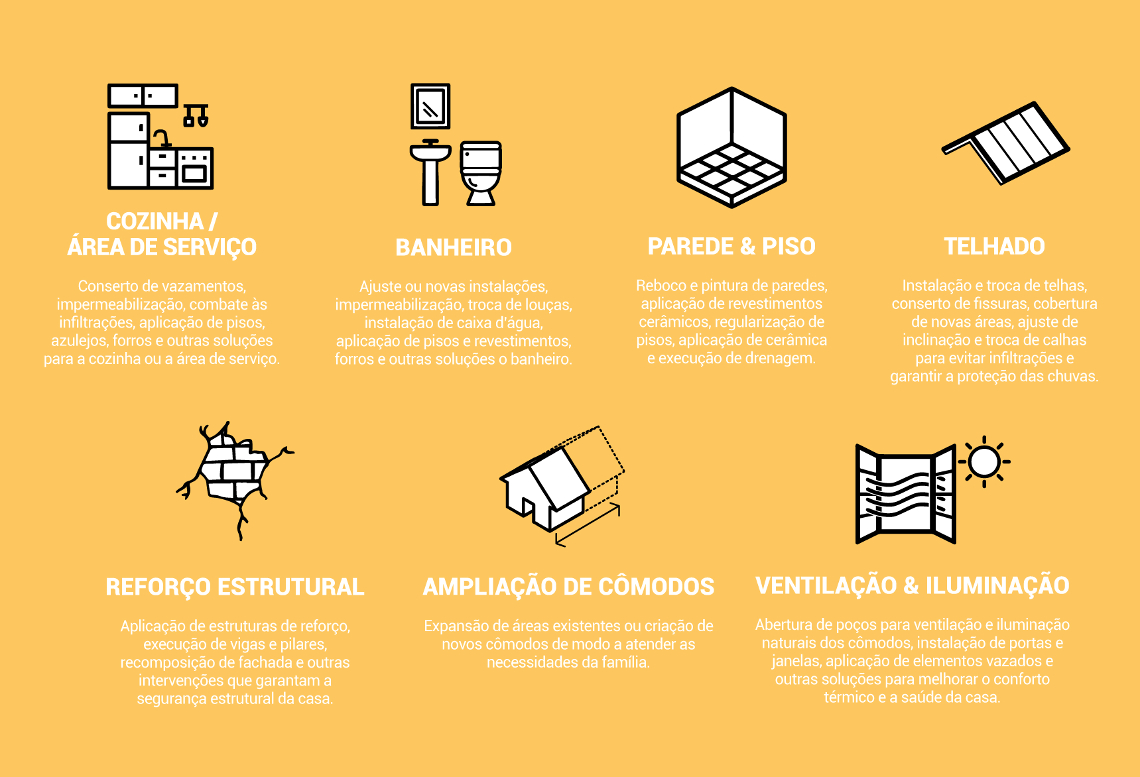 COZINHA /
ÁREA DE SERVIÇO
Conserto de vazamentos,
impermeabilização, combate às
infiltrações, aplicação de pisos,
azulejos, forros e outras soluções
para a cozinha ou a área de serviço.
BANHEIRO
Ajuste ou novas instalações,
impermeabilização, troca de louças,
instalação de caixa d'água,
aplicação de pisos e revestimentos,
forros e outras soluções o banheiro.
PAREDE & PISO
Reboco e pintura de paredes,
aplicação de revestimentos
cerâmicos, regularização de
pisos, aplicação de cerâmica
e execução de drenagem.
TELHADO
Instalação e troca de telhas,
conserto de fissuras, cobertura
de novas áreas, ajuste de
inclinação e troca de calhas
para evitar infiltrações e
garantir a proteção das chuvas.
REFORÇO ESTRUTURAL
Aplicação de estruturas de reforço,
execução de vigas e pilares,
recomposição de fachada e outras
intervenções que garantam a
segurança estrutural da casa.
AMPLIAÇÃO DE CÔMODOS
Expansão de áreas existentes ou criação de
novos cômodos de modo a atender as
necessidades da família.
VENTILAÇÃO & ILUMINAÇÃO
Abertura de poços para ventilação e iluminação
naturais dos cômodos, instalação de portas e
janelas, aplicação de elementos vazados e
outras soluções para melhorar o conforto
térmico e a saúde da casa.